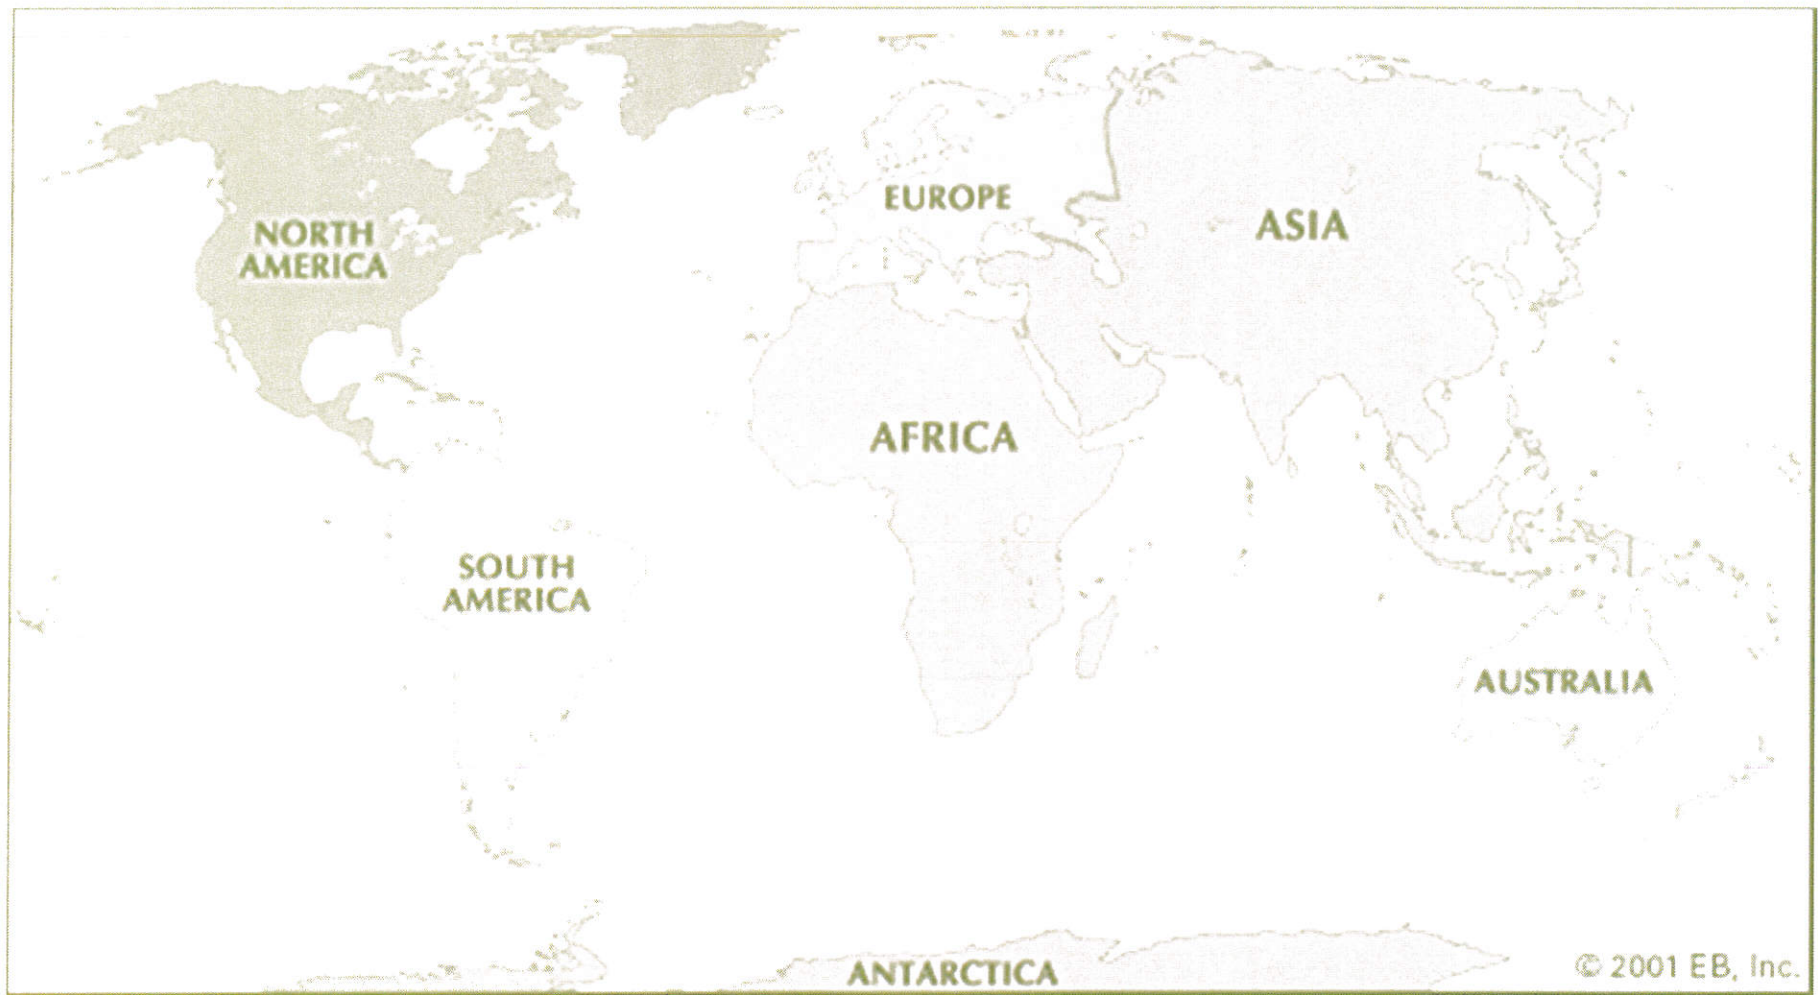 EUROPE
ASIA
NORTH
AMERICA
AFRICA
SOUTH
AMERICA
AUSTRALIA
ANTARCTICA
© 2001 EB, Inc.